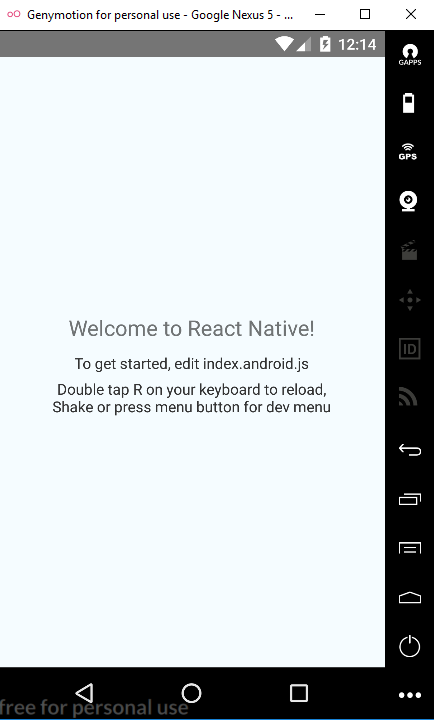 Genymotion for personal use - Google Nexus 5 - ...
12:14
GAPPS
GPS
Welcome to React Native!
To get started, edit index.android.js
Double tap R on your keyboard to reload,
Shake or press menu button for dev menu
ID
free for personal use